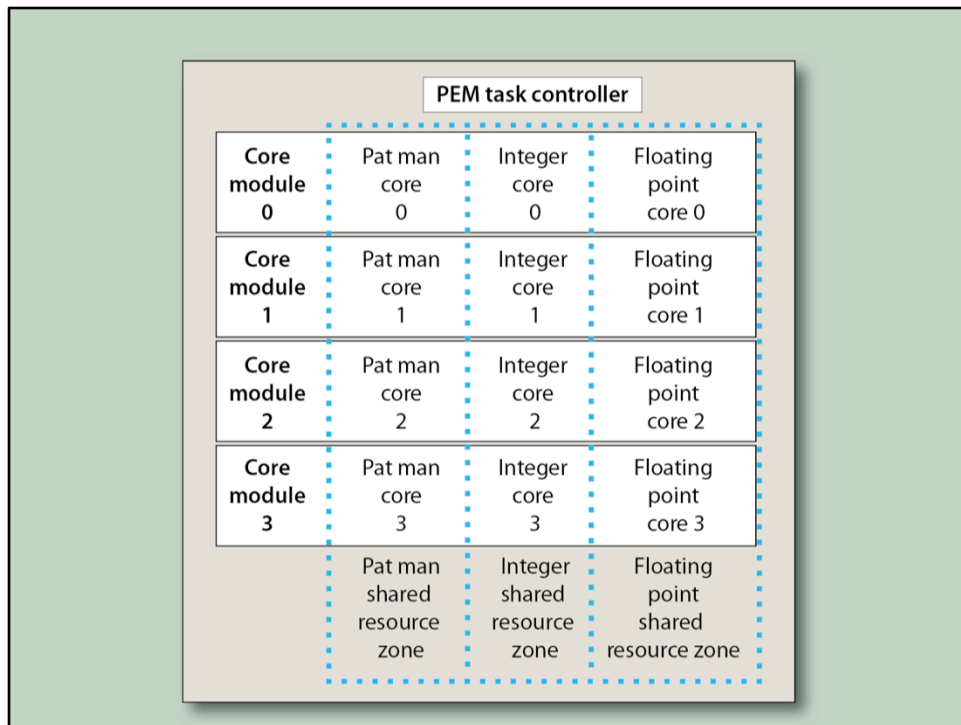 PEM task controller
Core
module
0
Pat man
core
0
Integer
core
0
Floating
point
core 0
Core
module
1
Pat man
core
1
Integer
core
1
Floating
point
core 1
Core
module
2
Pat man
core
2
Integer
core
2
Floating
point
core 2
Core
module
3
Pat man
core
3
Integer
core
3
Floating
point
core 3
Pat man
shared
resource
zone
Integer
shared
resource
zone
Floating
point
shared
resource zone